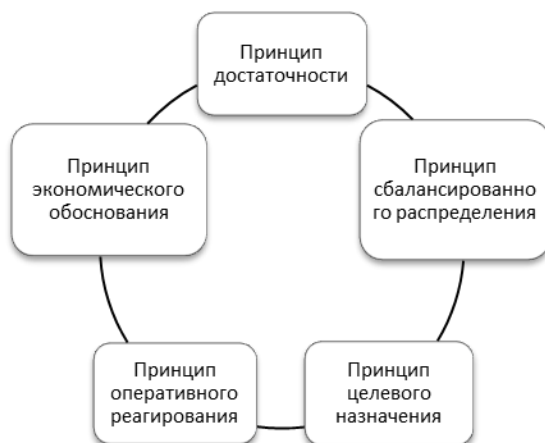 Принцип
достаточности
Принцип
сбалансированно
го распределения
Принцип
целевого
назначения
Принцип
оперативного
реагирования
Принцип
экономического
обоснования